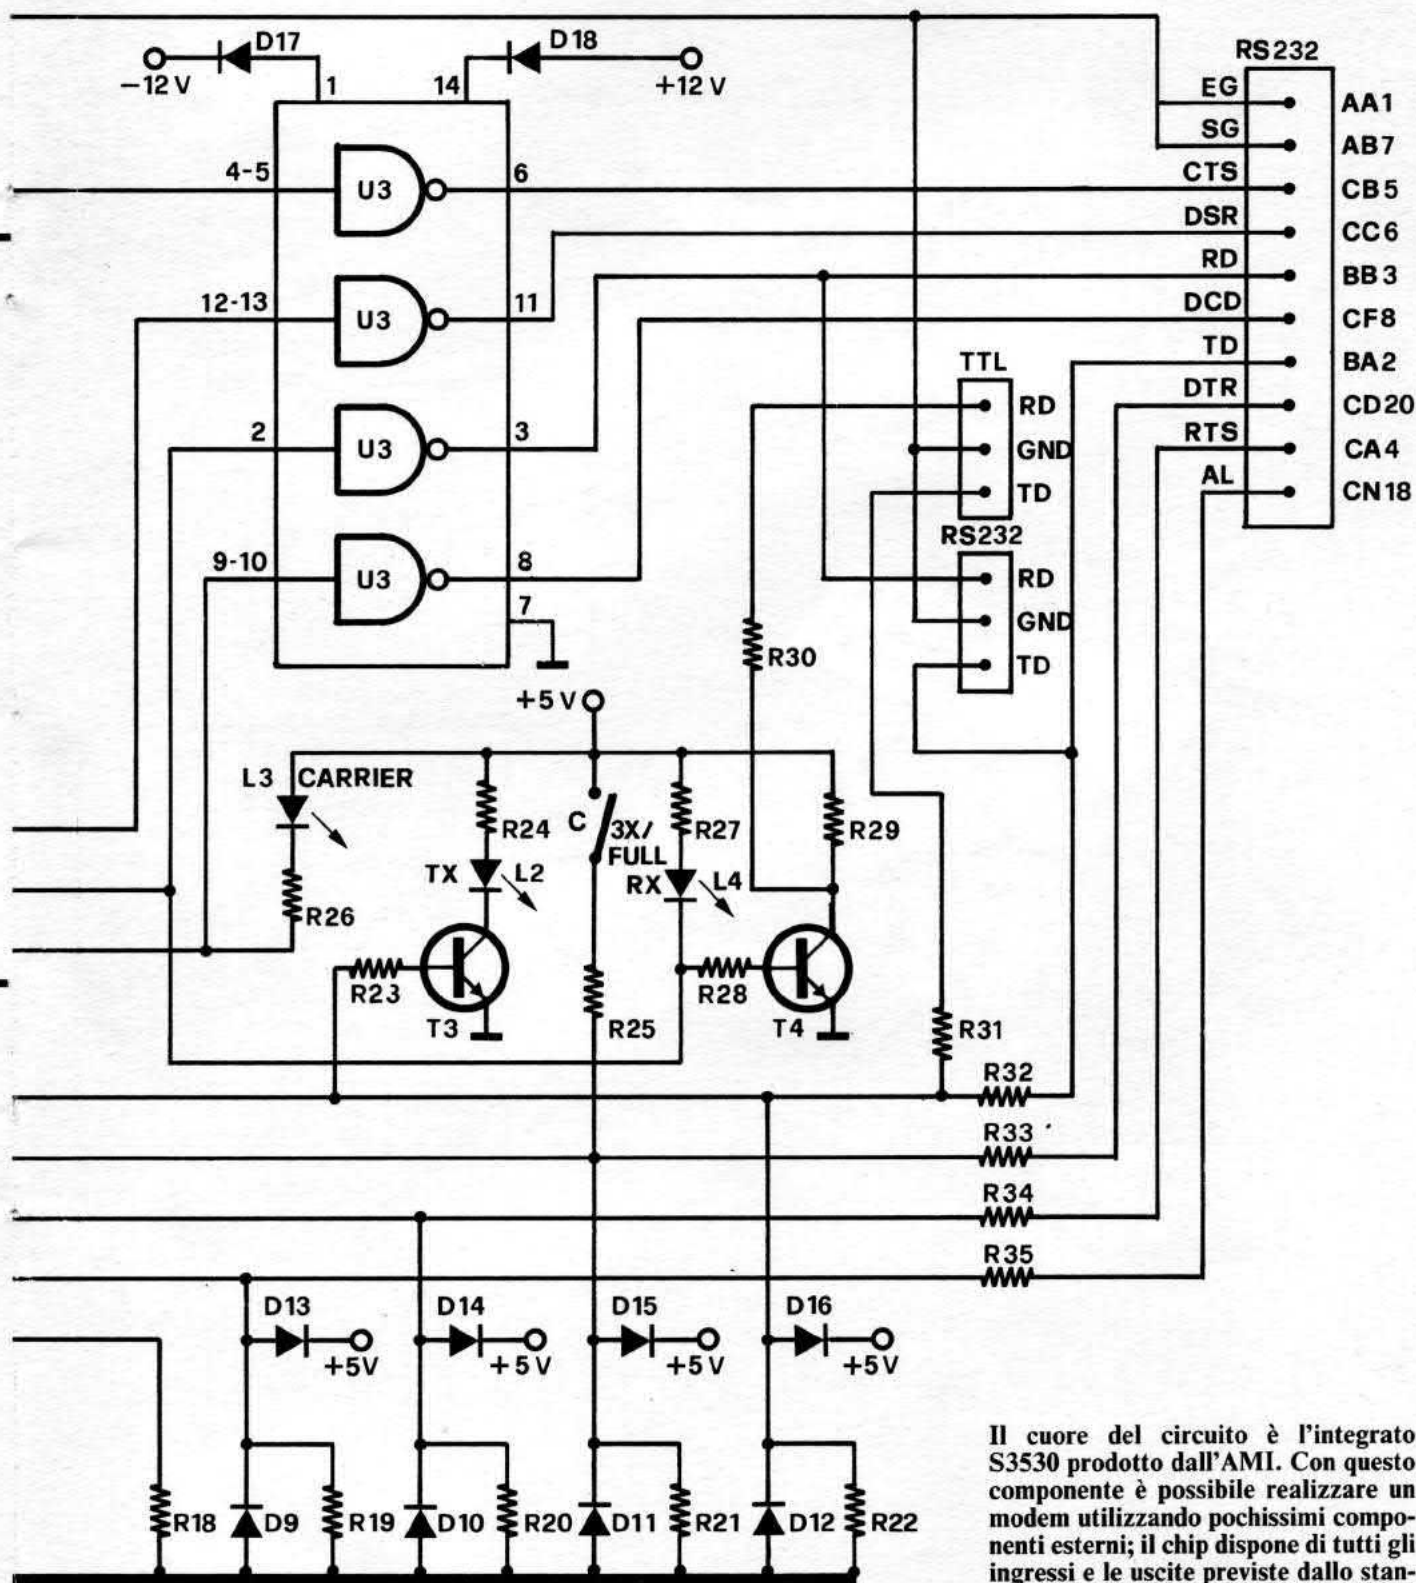 D17
D18
RS232
−12 V
1
14
+12 V
EG
AA1
SG
AB7
4-5
U3
6
CTS
CB5
DSR
CC6
RD
BB3
12-13
U3
11
DCD
CF8
TD
BA2
TTL
DTR
CD20
RD
2
U3
3
RTS
CA4
GND
AL
CN18
TD
RS232
9-10
U3
8
RD
7
GND
R30
TD
+5 V
L3 CARRIER
R24
C
3X/
FULL
R27
R29
TX
L2
RX
L4
R26
R23
R28
T3
R25
T4
R31
R32
R33
R34
R35
D13
D14
D15
D16
+5V
+5V
+5V
+5V
R18
D9
R19
D10
R20
D11
R21
D12
R22
Il cuore del circuito è l'integrato
S3530 prodotto dall'AMI. Con questo
componente è possibile realizzare un
modem utilizzando pochissimi compo-
nenti esterni; il chip dispone di tutti gli
ingressi e le uscite previste dallo stan-